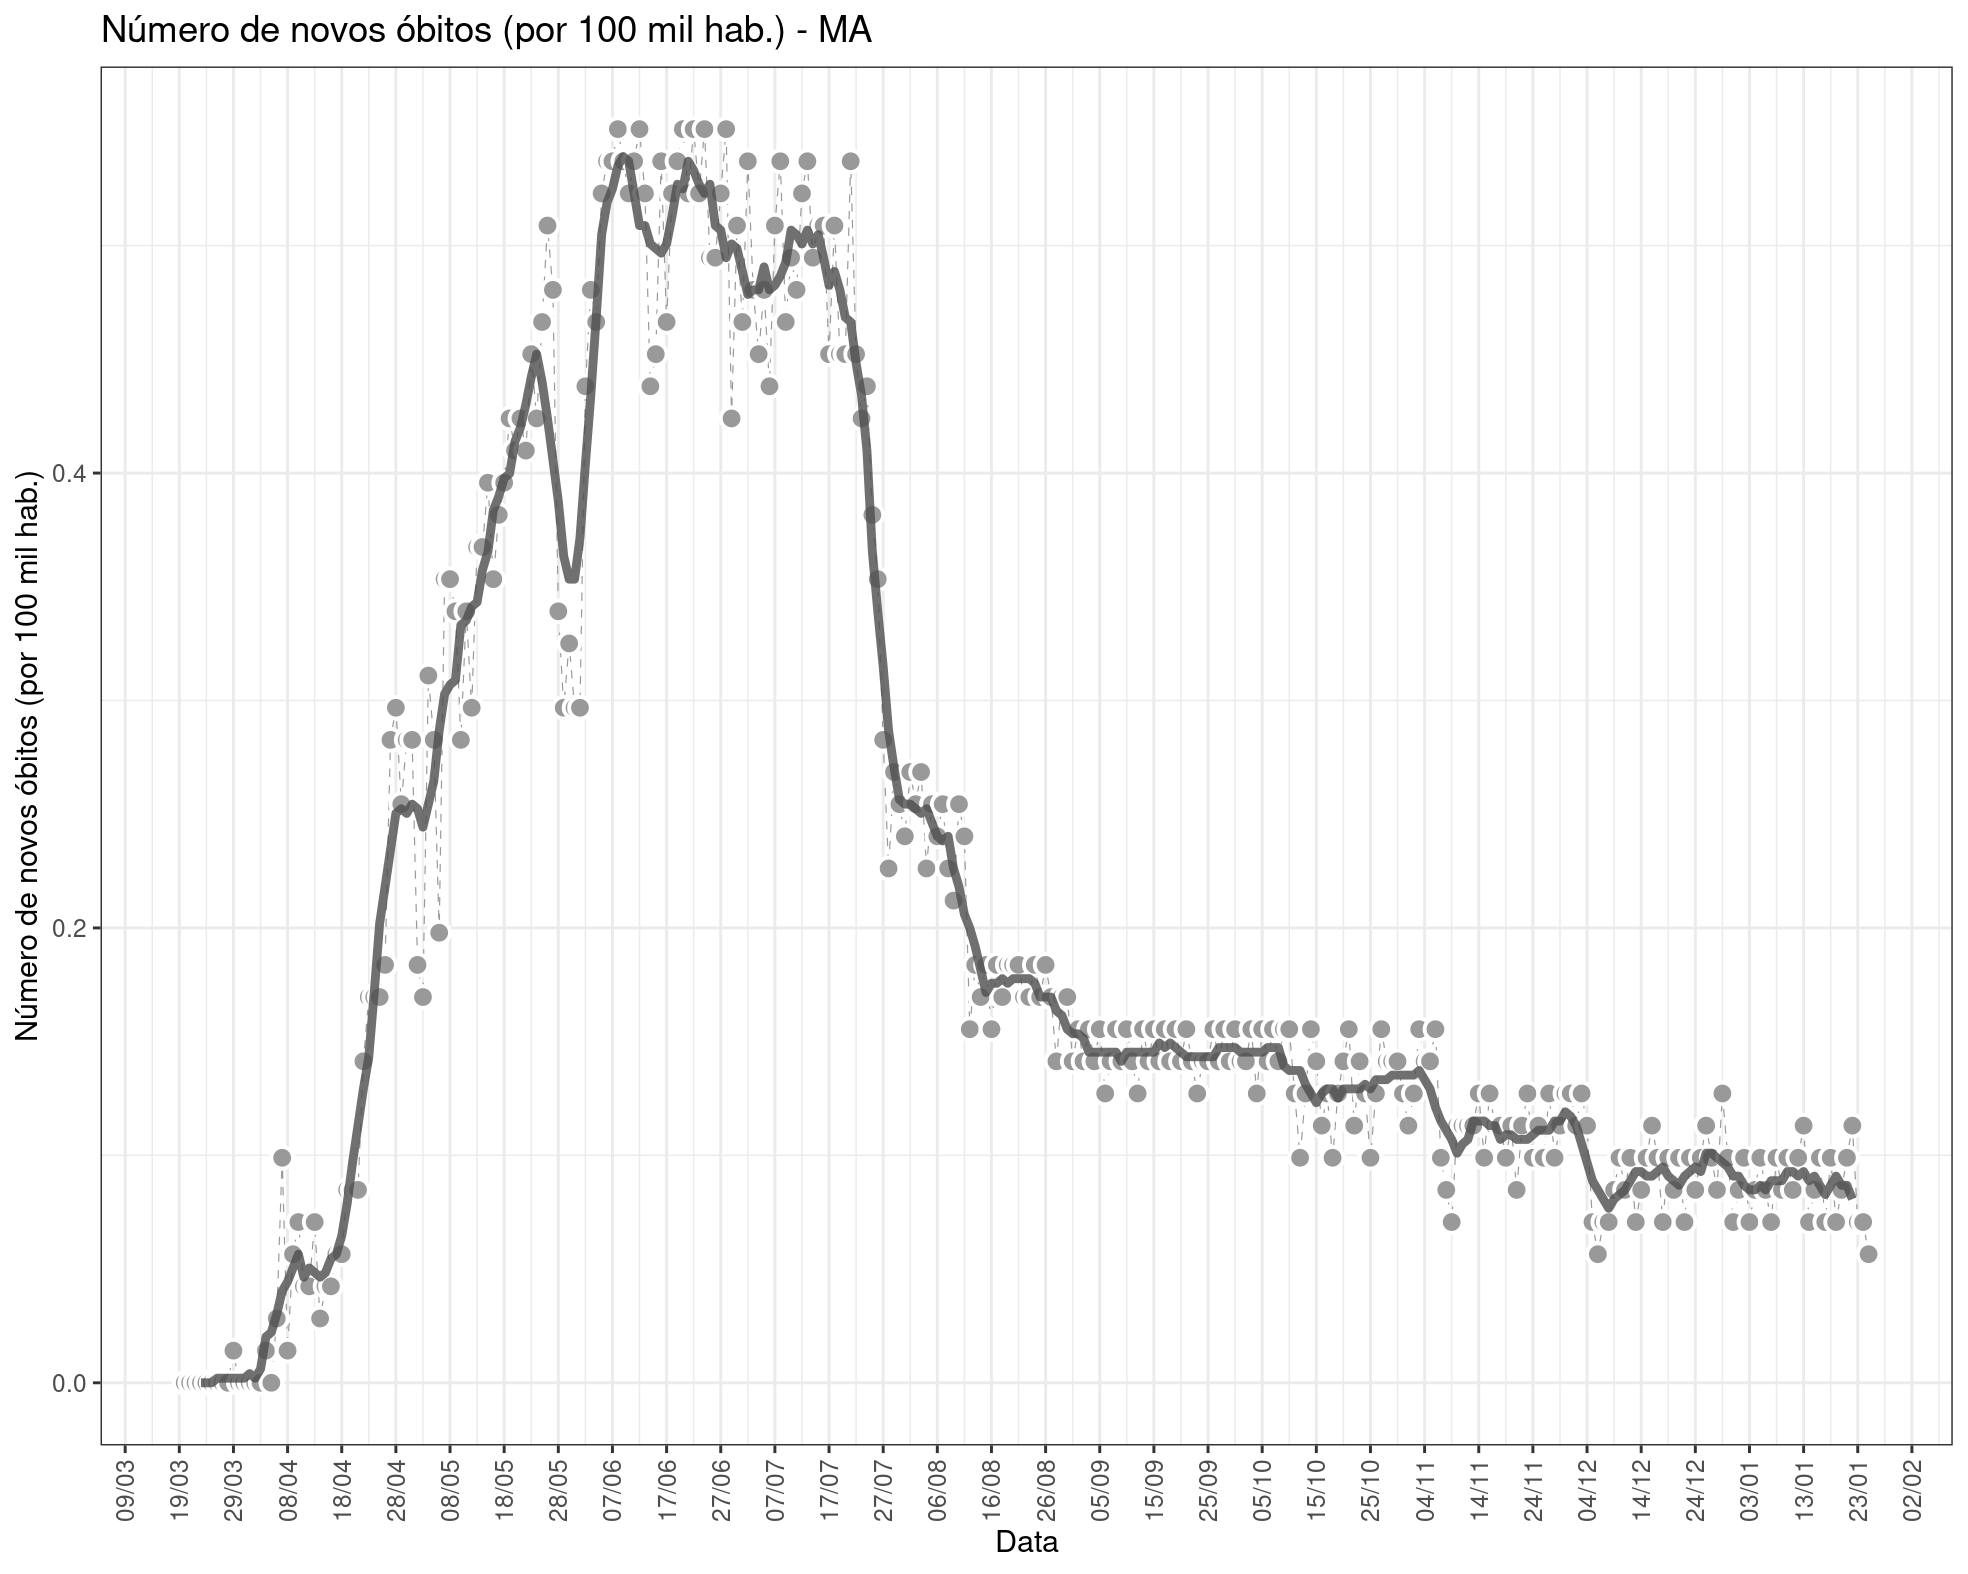 Número de novos óbitos (por 100 mil hab.) - MA
Número de novos óbitos (por 100 mil hab.)
0.4
0.2
0.0
09/03 19/03 29/03 08/04 18/04 28/04 08/05 18/05 28/05 07/06 17/06 27/06 07/07 17/07 27/07 06/08 16/08 26/08 05/09 15/09 25/09 05/10 15/10 25/10 04/11 14/11 24/11 04/12 14/12 24/12 03/01 13/01 23/01 02/02
Data